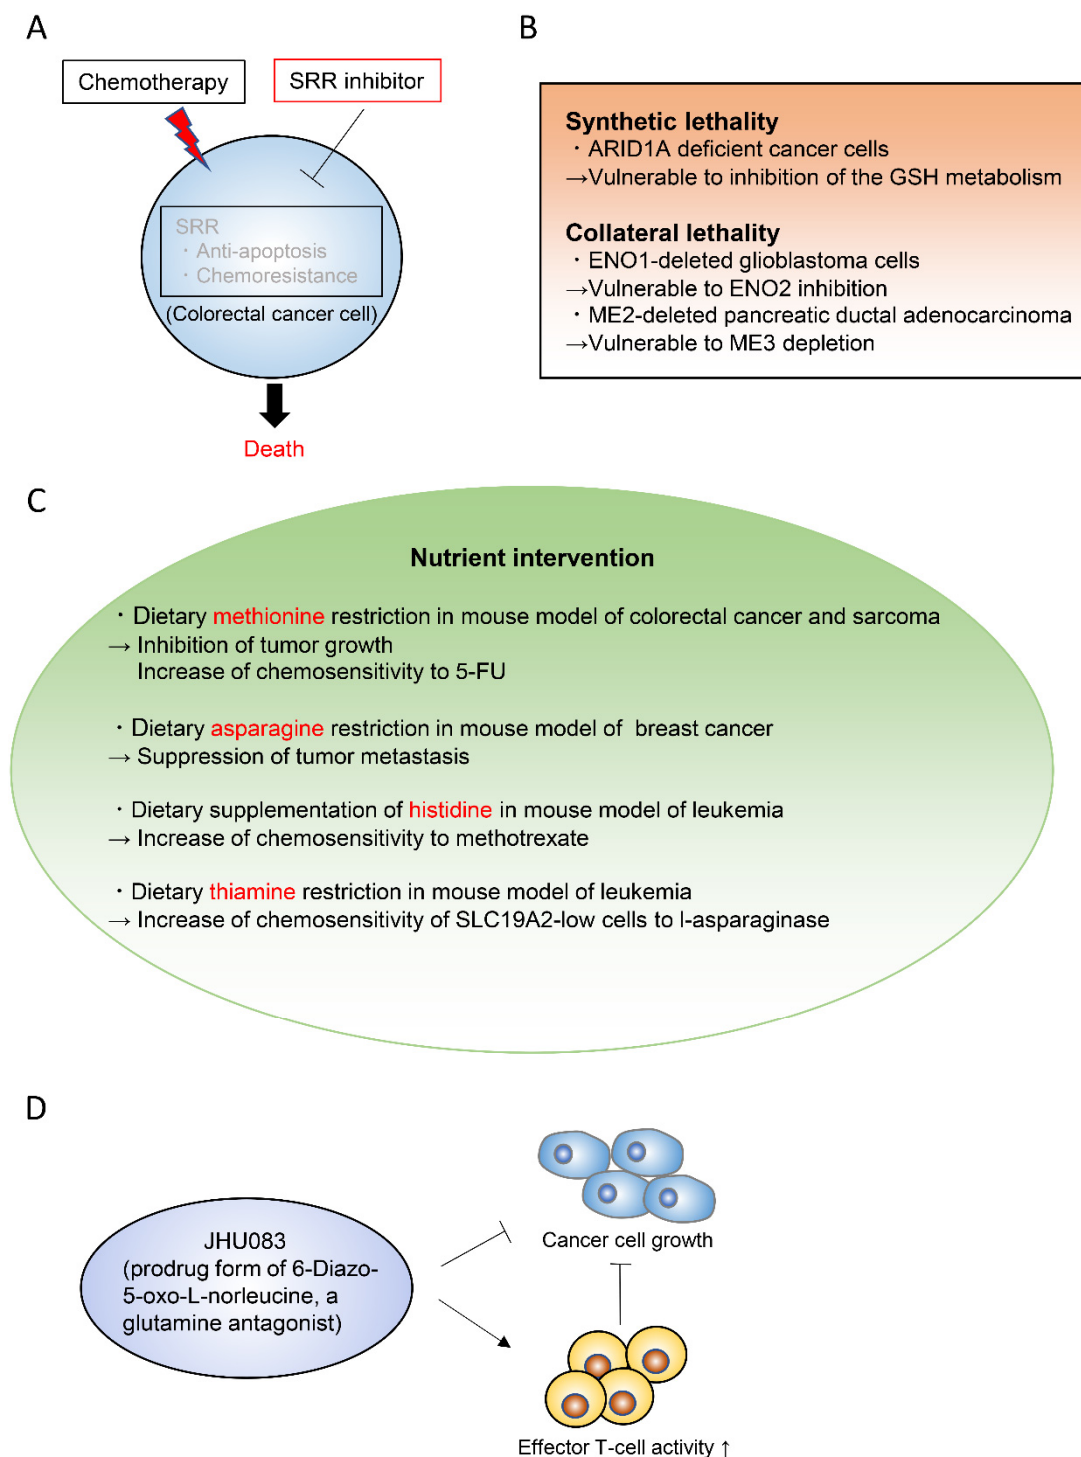 A
Chemotherapy
SRR inhibitor
SRR
・Anti-apoptosis
・Chemoresistance
(Colorectal cancer cell)
Death
B
Synthetic lethality
・ARID1A deficient cancer cells
→Vulnerable to inhibition of the GSH metabolism
Collateral lethality
・ENO1-deleted glioblastoma cells
→Vulnerable to ENO2 inhibition
・ME2-deleted pancreatic ductal adenocarcinoma
→Vulnerable to ME3 depletion
C
Nutrient intervention
・Dietary methionine restriction in mouse model of colorectal cancer and sarcoma
→ Inhibition of tumor growth
Increase of chemosensitivity to 5-FU
・Dietary asparagine restriction in mouse model of breast cancer
→ Suppression of tumor metastasis
・Dietary supplementation of histidine in mouse model of leukemia
→ Increase of chemosensitivity to methotrexate
・Dietary thiamine restriction in mouse model of leukemia
→ Increase of chemosensitivity of SLC19A2-low cells to l-asparaginase
D
JHU083
(prodrug form of 6-Diazo-
5-oxo-L-norleucine, a
glutamine antagonist)
Cancer cell growth
Effector T-cell activity ↑